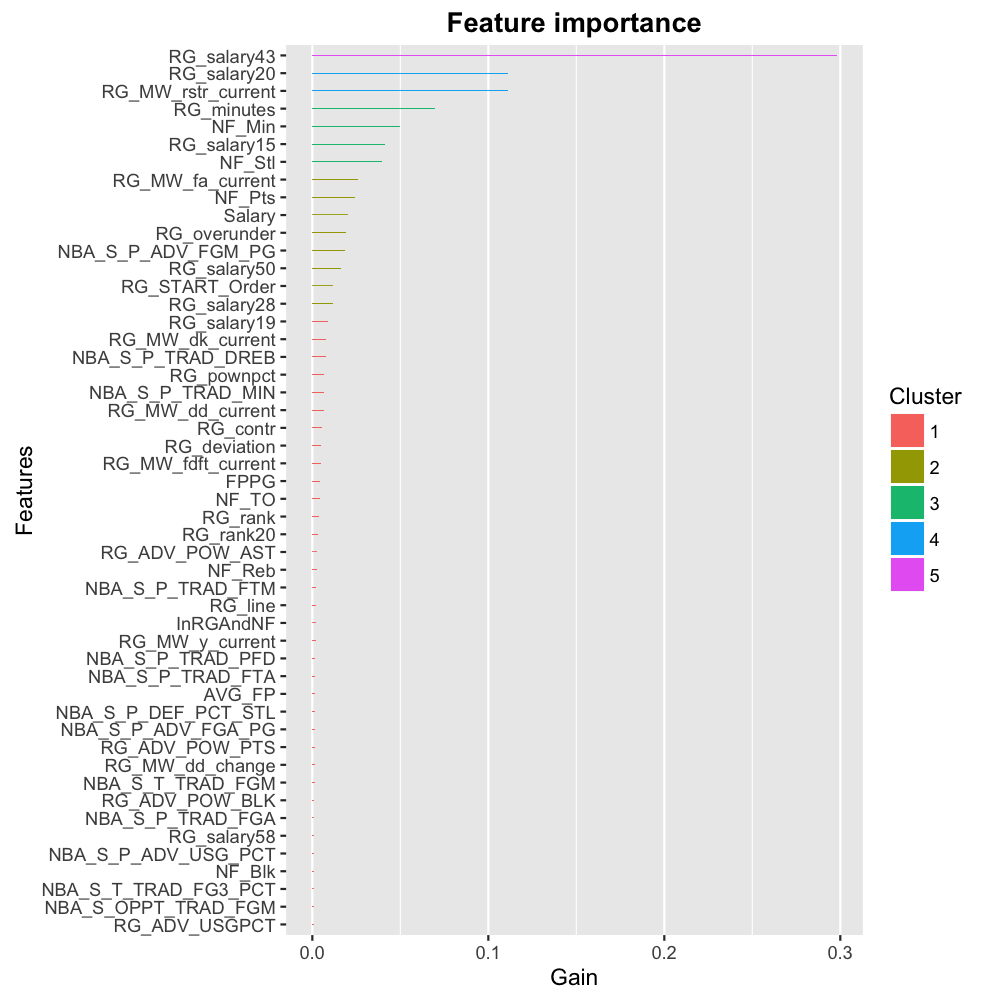 Feature importance
RG_salary43
RG_salary20
RG_MW_rstr_current
RG_minutes
NF_Min
RG_salary15
NF_Stl
RG_MW_fa_current
NF_Pts
Salary
RG_overunder
NBA_S_P_ADV_FGM_PG
RG_salary50
RG_START_Order
RG_salary28
RG_salary19
RG_MW_dk_current
NBA_S_P_TRAD_DREB
RG_pownpct
NBA_S_P_TRAD_MIN
RG_MW_dd_current
RG_contr
RG_deviation
RG_MW_fdft_current
FPPG
NF_TO
RG_rank
RG_rank20
RG_ADV_POW_AST
NF_Reb
NBA_S_P_TRAD_FTM
RG_line
InRGAndNF
RG_MW_y_current
NBA_S_P_TRAD_PFD
NBA_S_P_TRAD_FTA
AVG_FP
NBA_S_P_DEF_PCT_STL
NBA_S_P_ADV_FGA_PG
RG_ADV_POW_PTS
RG_MW_dd_change
NBA_S_T_TRAD_FGM
RG_ADV_POW_BLK
NBA_S_P_TRAD_FGA
RG_salary58
NBA_S_P_ADV_USG_PCT
NF_Blk
NBA_S_T_TRAD_FG3_PCT
NBA_S_OPPT_TRAD_FGM
RG_ADV_USGPCT
Features
0.0 0.1 0.2 0.3
Gain
Cluster
1
2
3
4
5